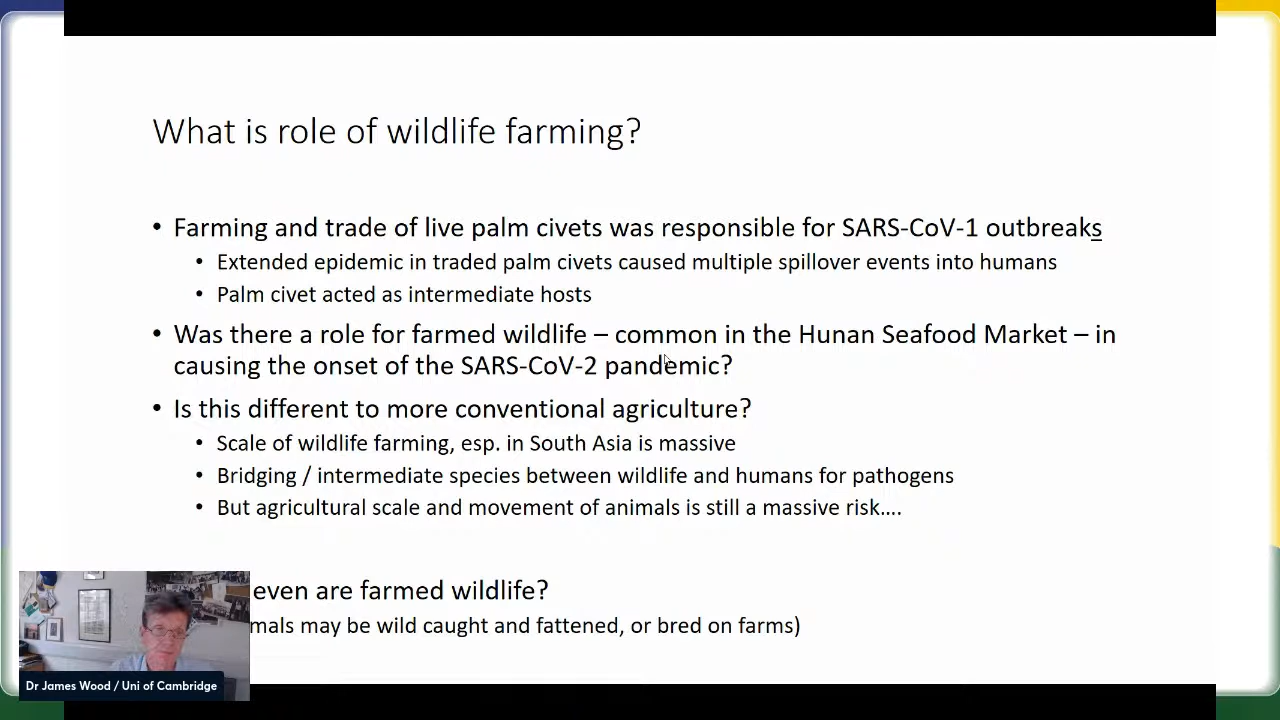 What is role of wildlife farming?
• Farming and trade of live palm civets was responsible for SARS-CoV-1 outbreaks
• Extended epidemic in traded palm civets caused multiple spillover events into humans
• Palm civet acted as intermediate hosts
• Was there a role for farmed wildlife – common in the Hunan Seafood Market – in
causing the onset of the SARS-CoV-2 pandemic?
• Is this different to more conventional agriculture?
• Scale of wildlife farming, esp. in South Asia is massive
• Bridging / intermediate species between wildlife and humans for pathogens
• But agricultural scale and movement of animals is still a massive risk….
even are farmed wildlife?
mals may be wild caught and fattened, or bred on farms)
Dr James Wood / Uni of Cambridge